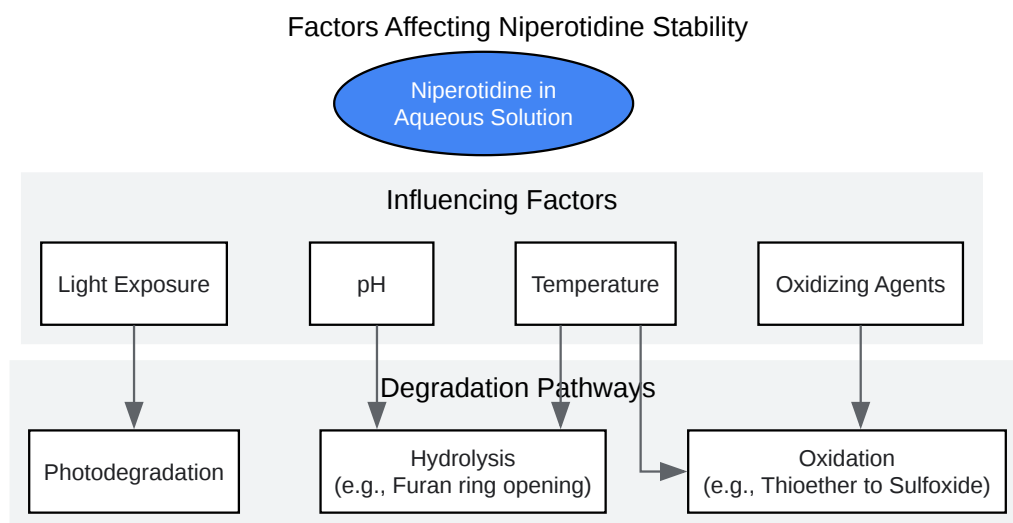 Factors Affecting Niperotidine Stability
Niperotidine in
Aqueous Solution
Influencing Factors
Light Exposure
pH
Temperature
Oxidizing Agents
Degradation Pathways
Photodegradation
Hydrolysis
(e.g., Furan ring opening)
Oxidation
(e.g., Thioether to Sulfoxide)